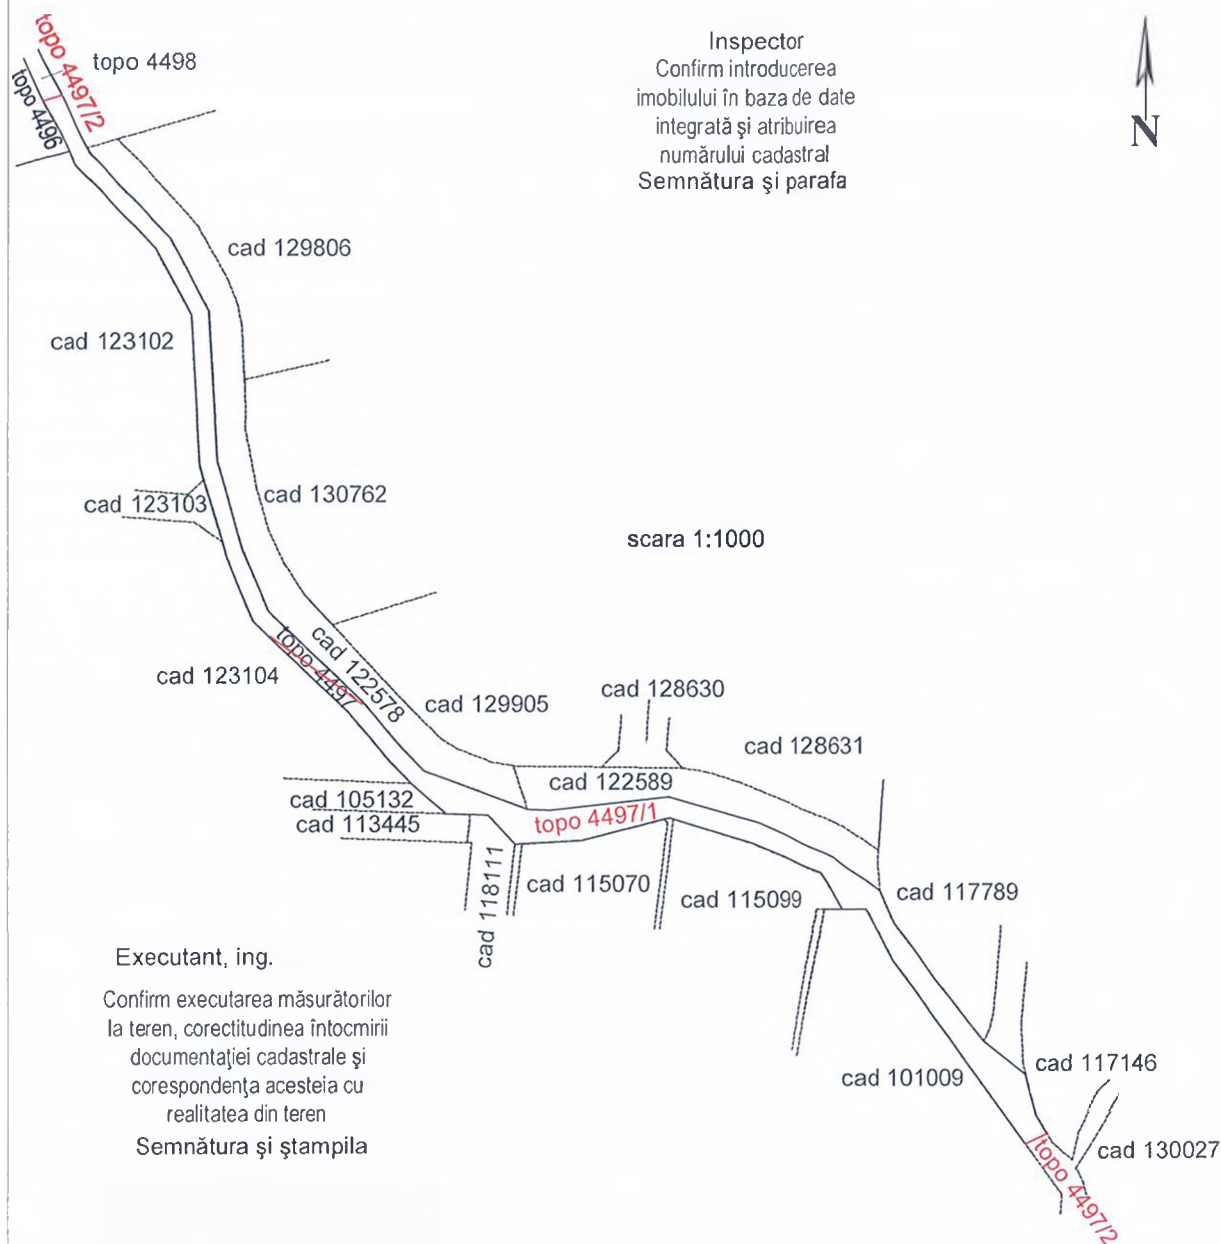 topo 4497/2
topo 4498
topo 4496
Inspector
Confirm introducerea
imobilului în baza de date
integrată şi atribuirea
numărului cadastral
Semnătura şi parafa
N
cad 129806
cad 123102
cad 123103
cad 130762
scara 1:1000
cad 123104
topo 4497
cad 122578
cad 129905
cad 128630
cad 128631
cad 122589
cad 105132
cad 113445
topo 4497/1
cad 118111
cad 115070
cad 115099
cad 117789
Executant, ing.
Confirm executarea măsurătorilor
la teren, corectitudinea întocmirii
documentaţiei cadastrale şi
corespondenţa acesteia cu
realitatea din teren
Semnătura şi ştampila
cad 101009
cad 117146
cad 130027
topo 4497/2